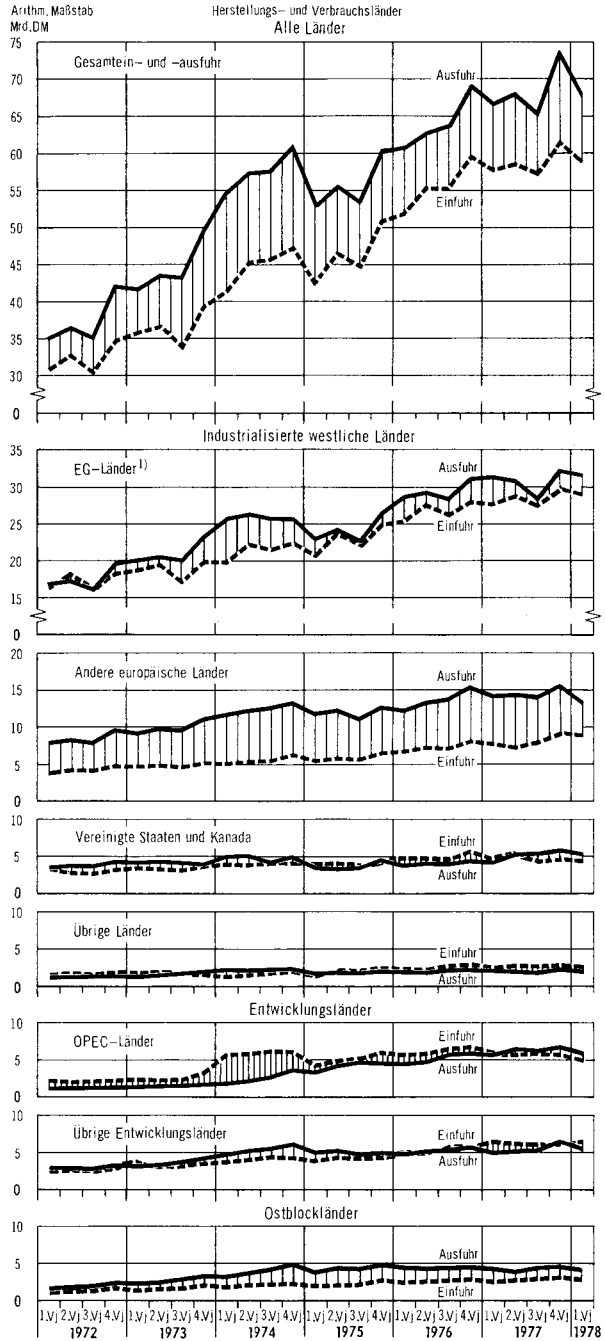 Arithm. Maßstab
Mrd. DM
Herstellungs- und Verbrauchsländer
Alle Länder
75
70
65
60
55
50
45
40
35
30
0
Gesamtein- und -ausfuhr
Ausfuhr
Einfuhr
Industrialisierte westliche Länder
35
30
25
20
15
0
EG-Länder 1)
Ausfuhr
Einfuhr
20
15
10
5
0
Andere europäische Länder
Ausfuhr
Einfuhr
10
5
0
Vereinigte Staaten und Kanada
Einfuhr
Ausfuhr
10
5
0
Übrige Länder
Einfuhr
Ausfuhr
Entwicklungsländer
10
5
0
OPEC-Länder
Einfuhr
Ausfuhr
10
5
0
Übrige Entwicklungsländer
Einfuhr
Ausfuhr
Ostblockländer
10
5
0
Ausfuhr
Einfuhr
1.Vj 2.Vj 3.Vj 4.Vj 1.Vj 2.Vj 3.Vj 4.Vj 1.Vj 2.Vj 3.Vj 4.Vj 1.Vj 2.Vj 3.Vj 4.Vj 1.Vj 2.Vj 3.Vj 4.Vj 1.Vj 2.Vj 3.Vj 4.Vj 1.Vj
1972 1973 1974 1975 1976 1977 1978